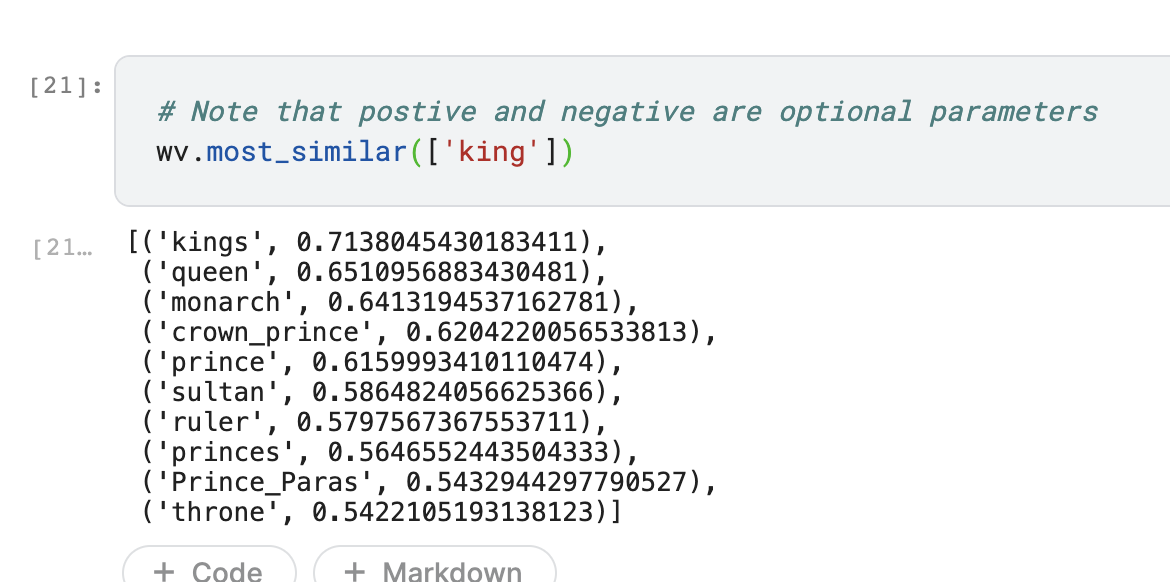 [21]:
# Note that postive and negative are optional parameters
wv.most_similar(['king'])
[21…
[('kings', 0.7138045430183411),
('queen', 0.6510956883430481),
('monarch', 0.6413194537162781),
('crown_prince', 0.6204220056533813),
('prince', 0.6159993410110474),
('sultan', 0.5864824056625366),
('ruler', 0.5797567367553711),
('princes', 0.5646552443504333),
('Prince_Paras', 0.5432944297790527),
('throne', 0.5422105193138123)]
+ Code
+ Markdown